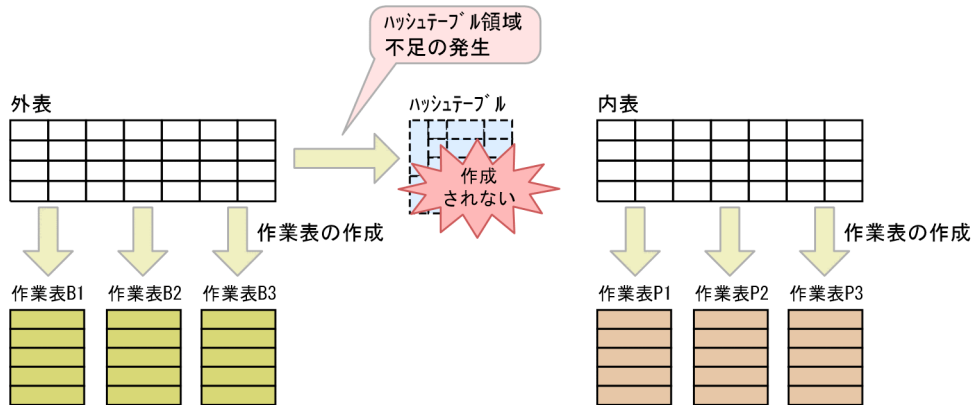 ﾊｯｼｭﾃｰﾌﾞﾙ領域
不足の発生
外表
ﾊｯｼｭﾃｰﾌﾞﾙ
内表
作成
されない
作業表の作成
作業表の作成
作業表B1
作業表B2
作業表B3
作業表P1
作業表P2
作業表P3